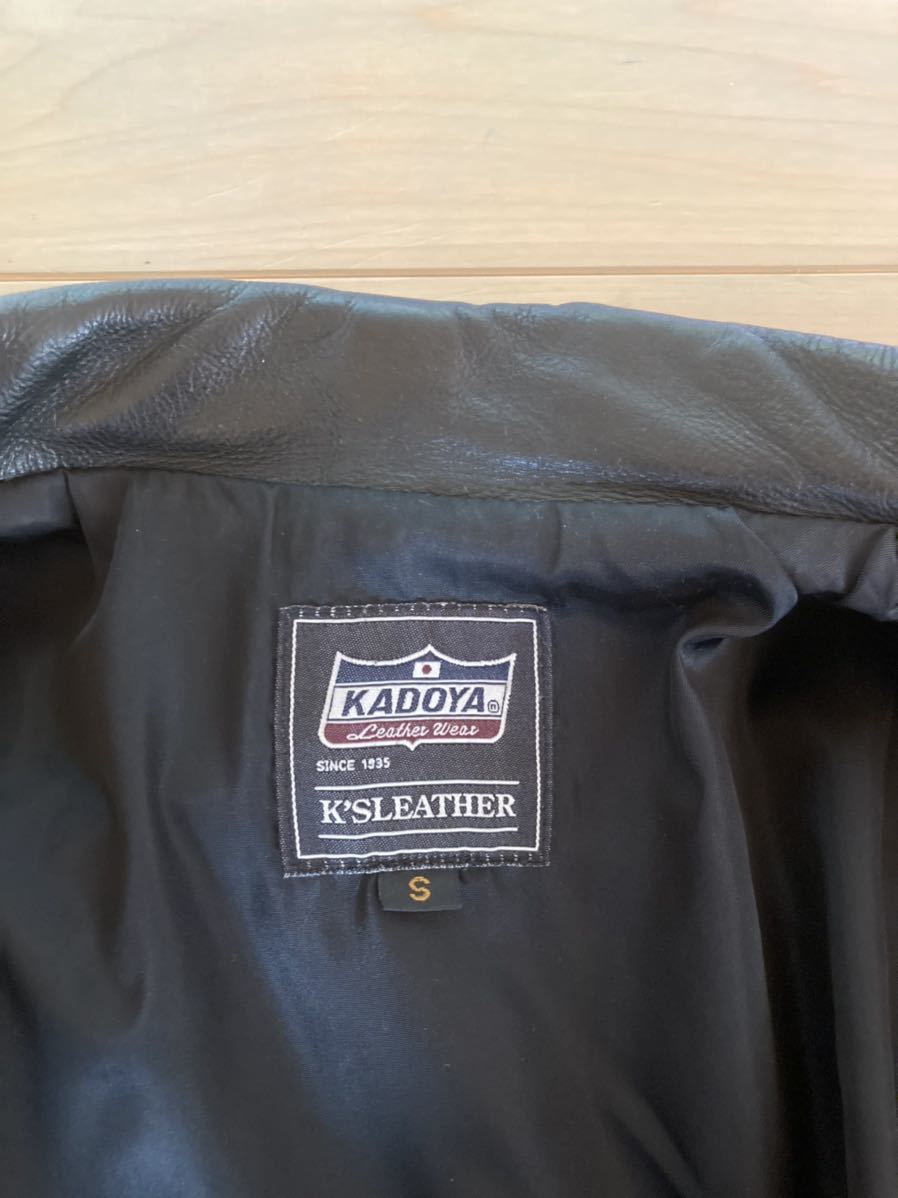 KADOYA ®
Leather Wear
SINCE 1935
K'SLEATHER
S